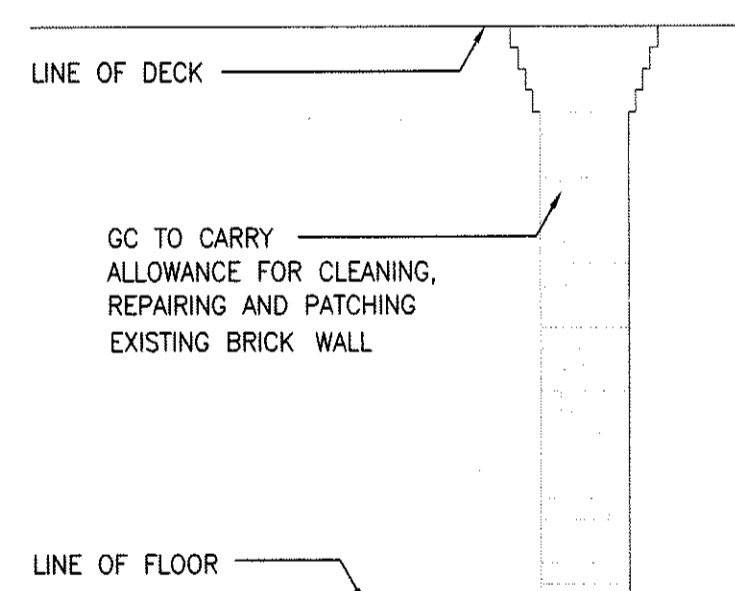 LINE OF DECK
GC TO CARRY
ALLOWANCE FOR CLEANING,
REPAIRING AND PATCHING
EXISTING BRICK WALL
LINE OF FLOOR